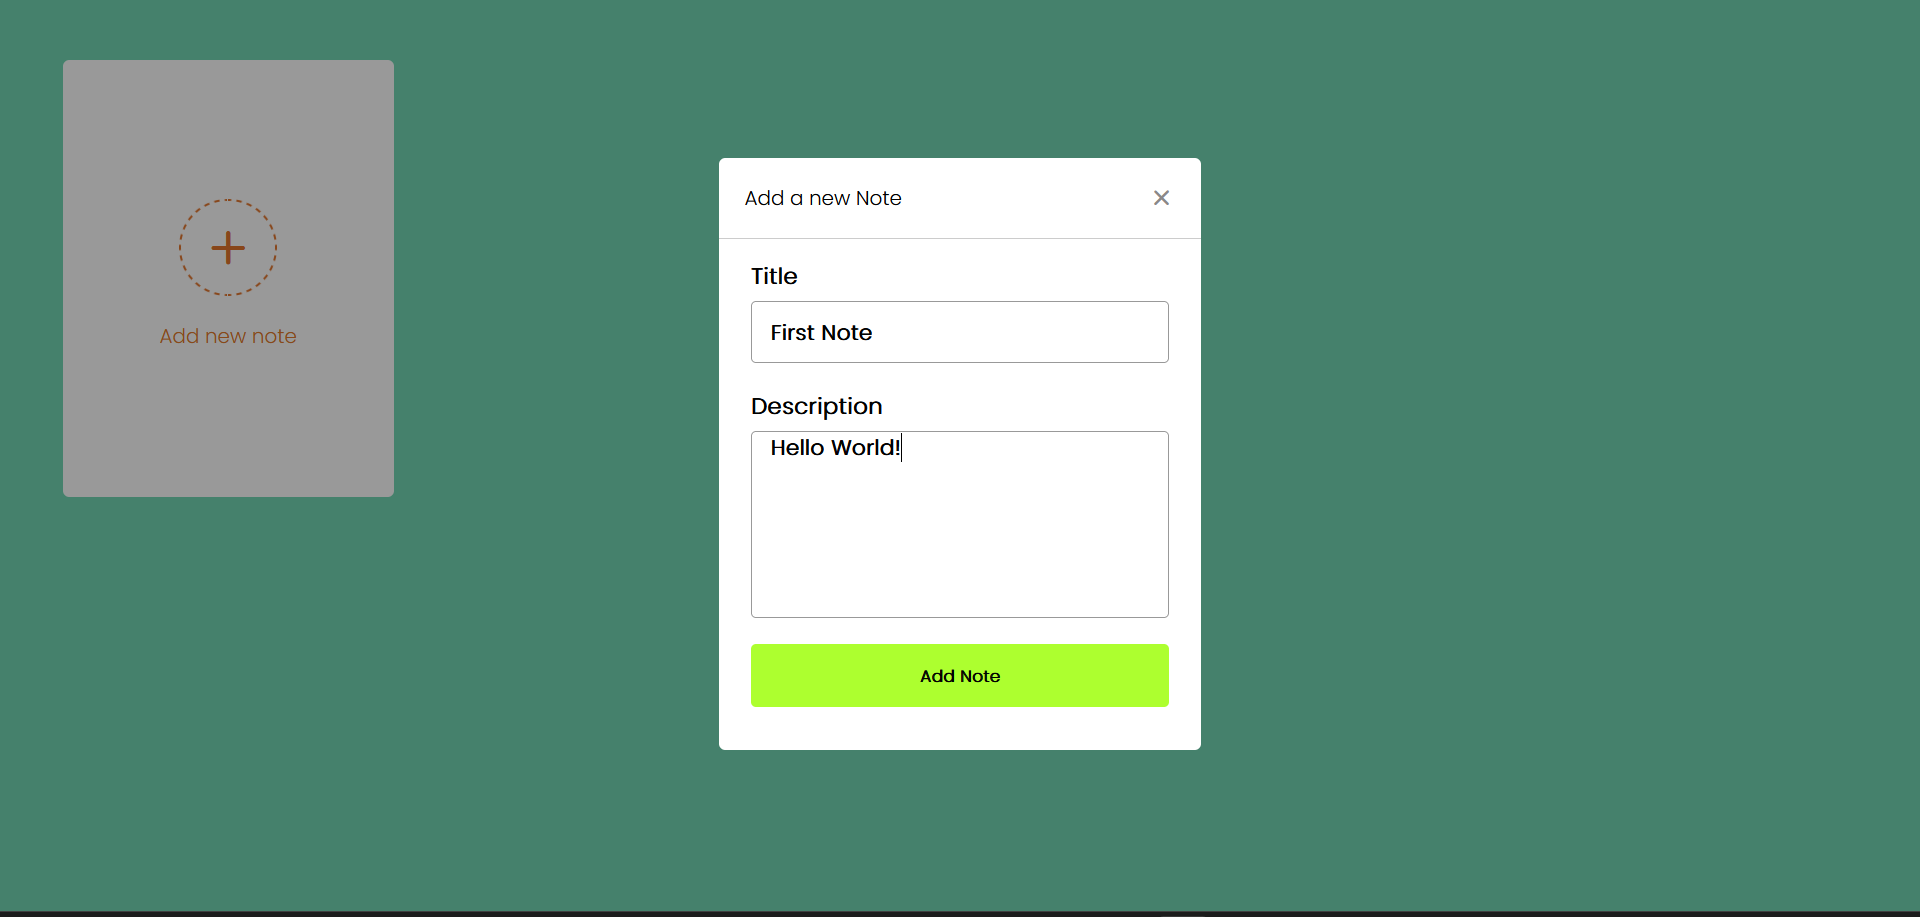 Add new note
Add a new Note
Title
First Note
Description
Hello World!
Add Note